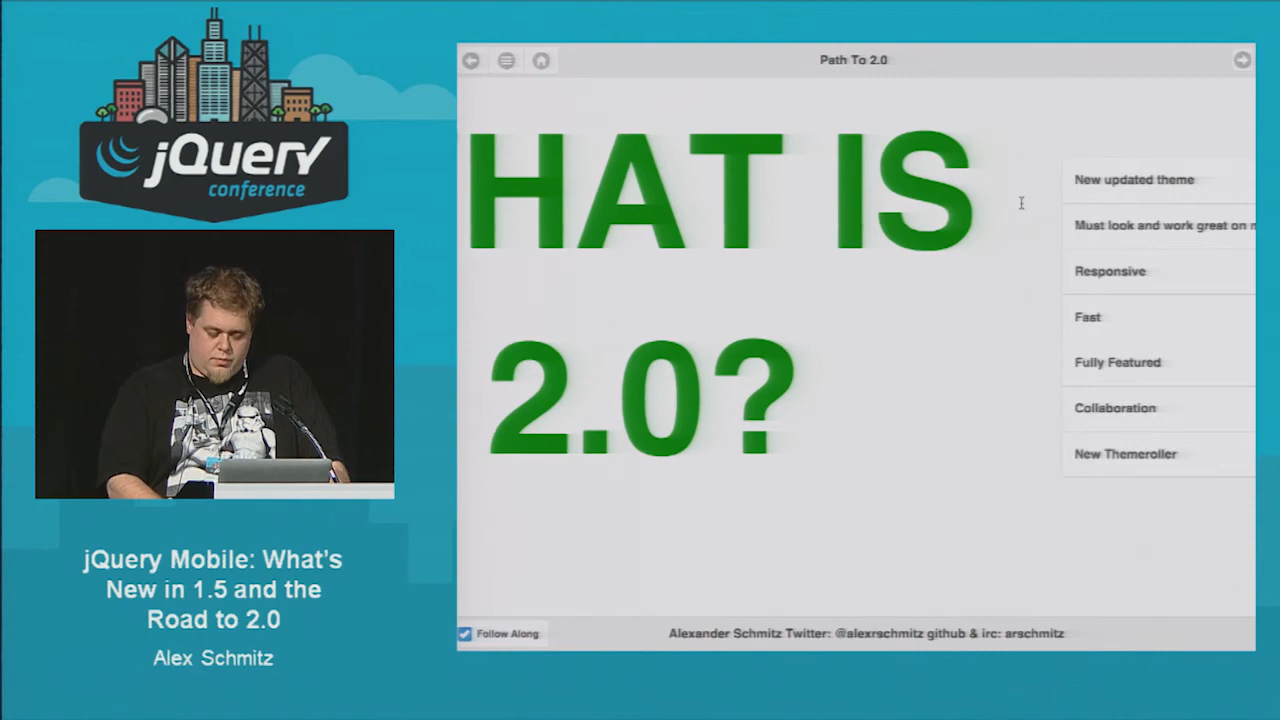 jQuery
conference
jQuery Mobile: What's
New in 1.5 and the
Road to 2.0
Alex Schmitz
Path To 2.0
HAT IS
2.0?
New updated theme
Must look and work great on
Responsive
Fast
Fully Featured
Collaboration
New Themeroller
Follow Along
Alexander Schmitz Twitter: @alexrschmitz github & irc: arschmitz